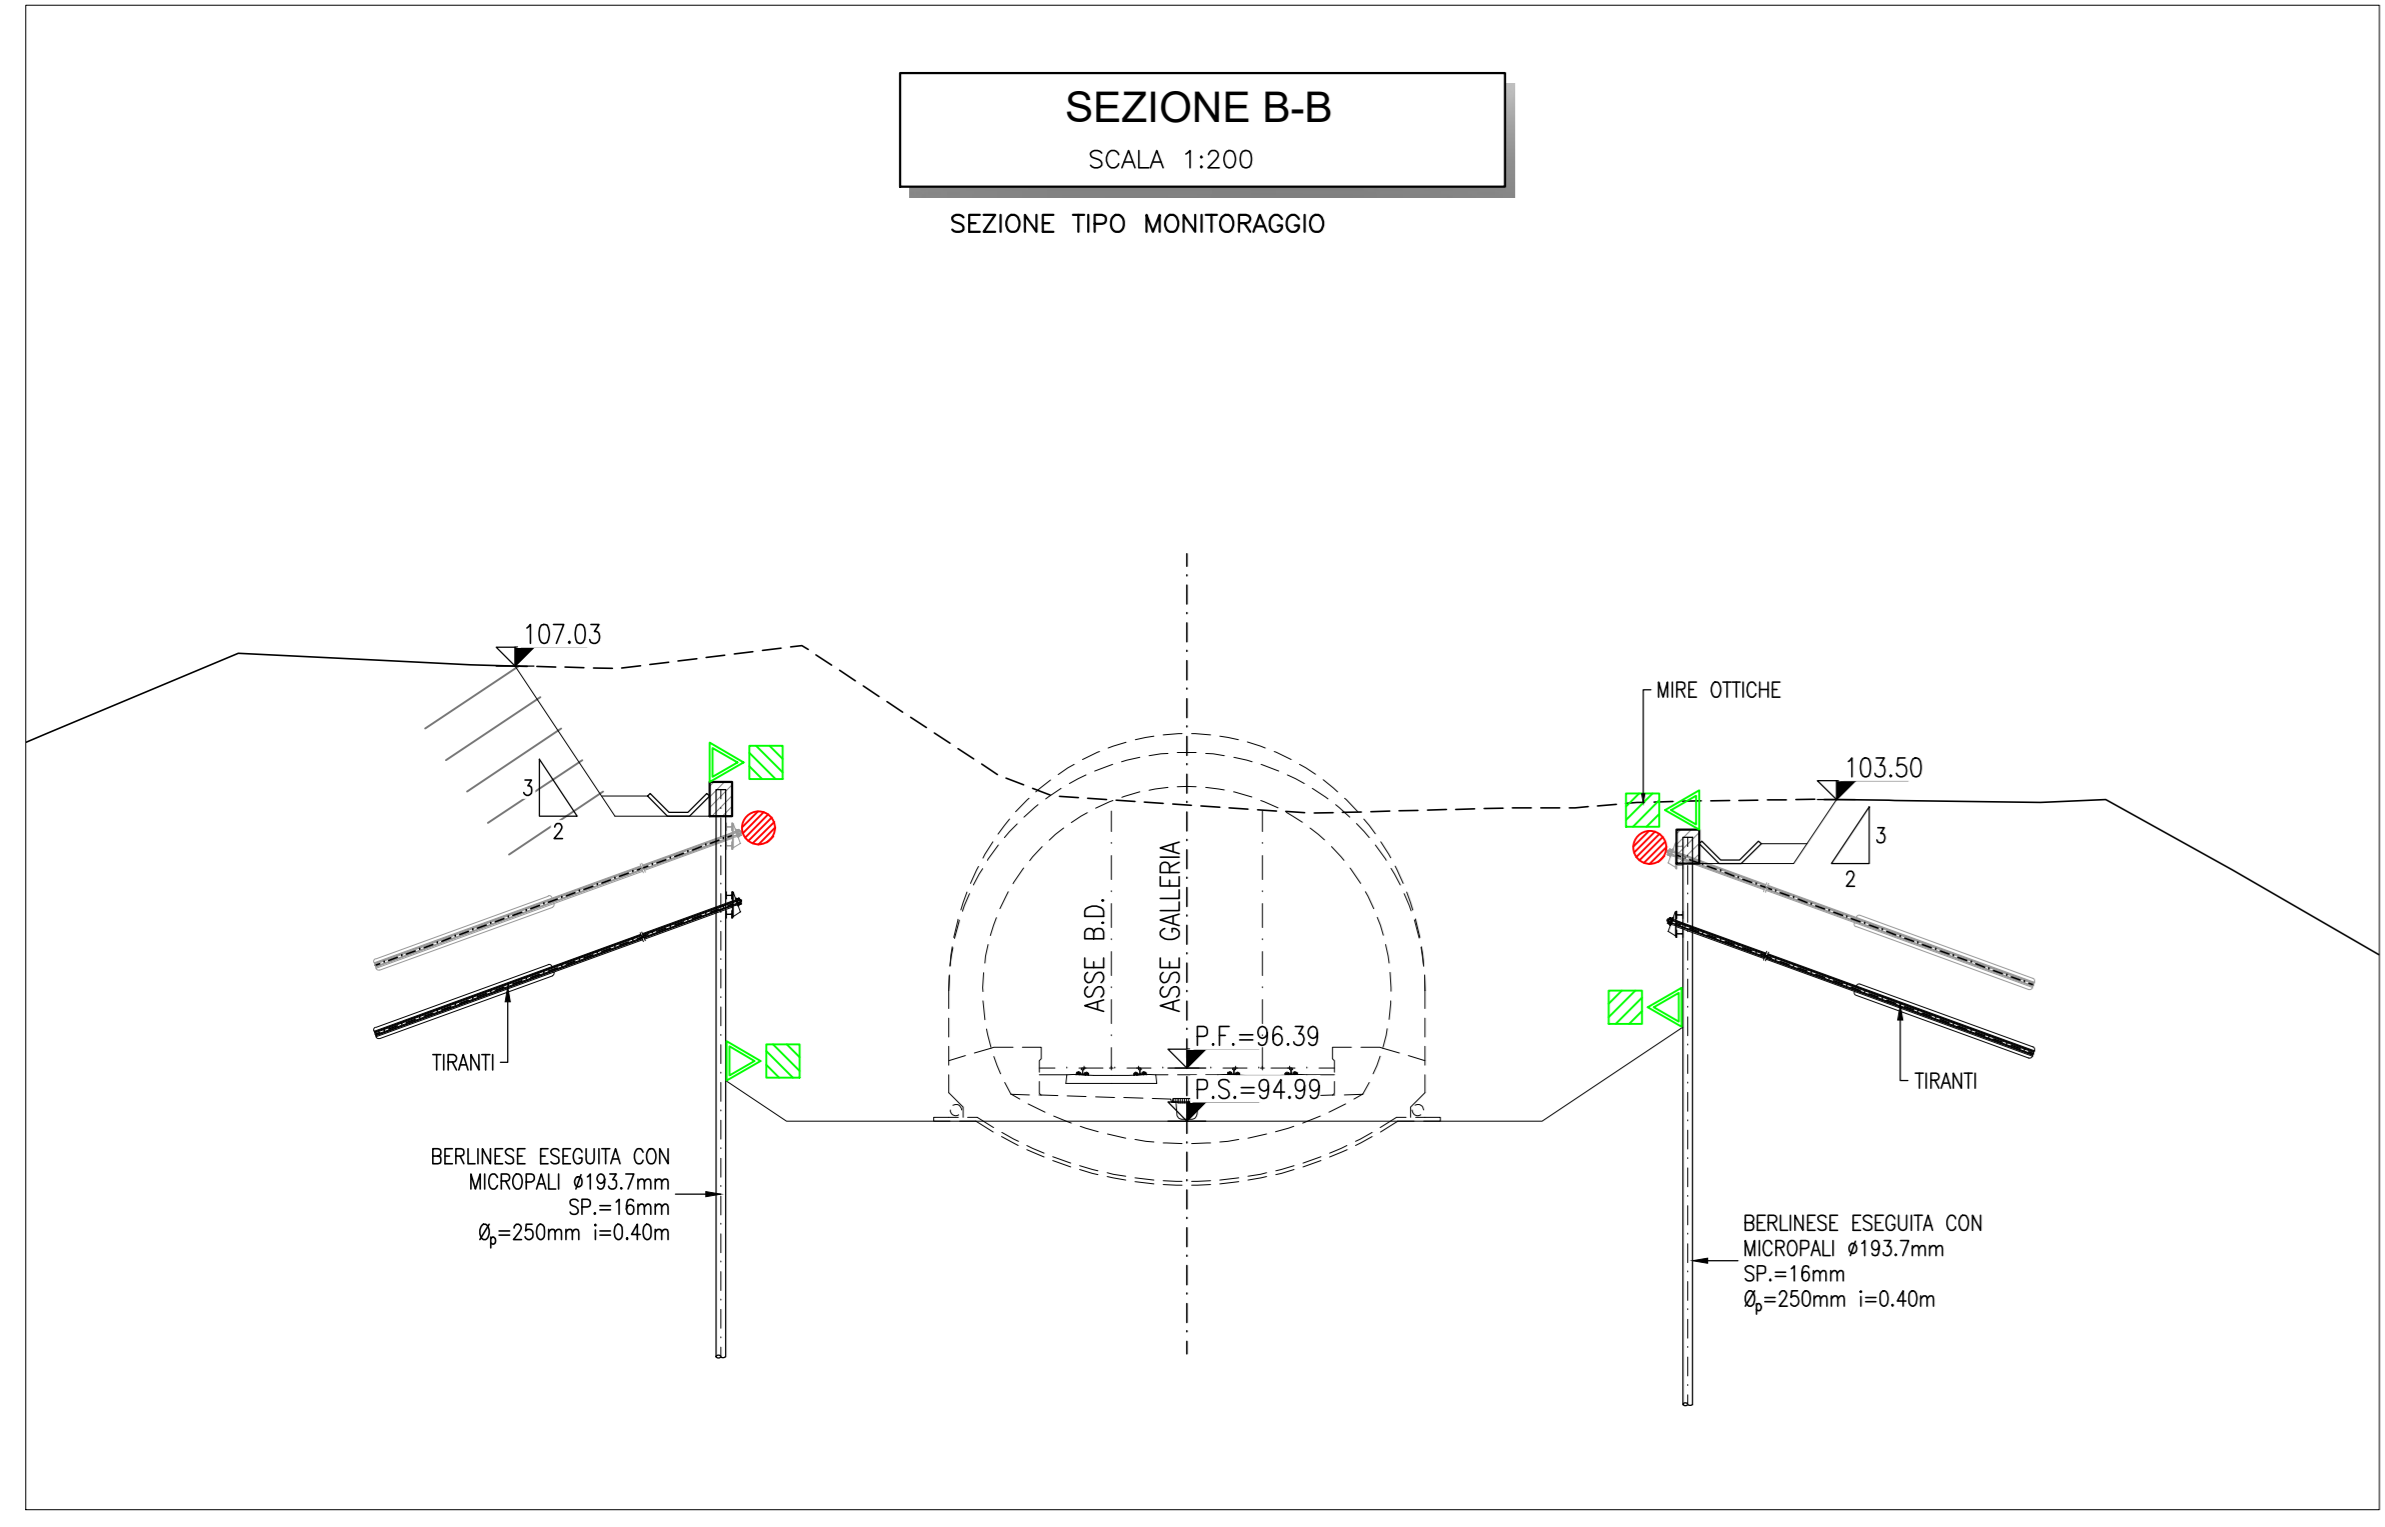 SEZIONE B-B
SCALA 1:200
SEZIONE TIPO MONITORAGGIO
107.03
MIRE OTTICHE
103.50
3
2
3
2
ASSE B.D.
ASSE GALLERIA
P.F.=96.39
P.S.=94.99
TIRANTI
TIRANTI
BERLINESE ESEGUITA CON
MICROPALI ø193.7mm
SP.=16mm
Øp=250mm i=0.40m
BERLINESE ESEGUITA CON
MICROPALI ø193.7mm
SP.=16mm
Øp=250mm i=0.40m